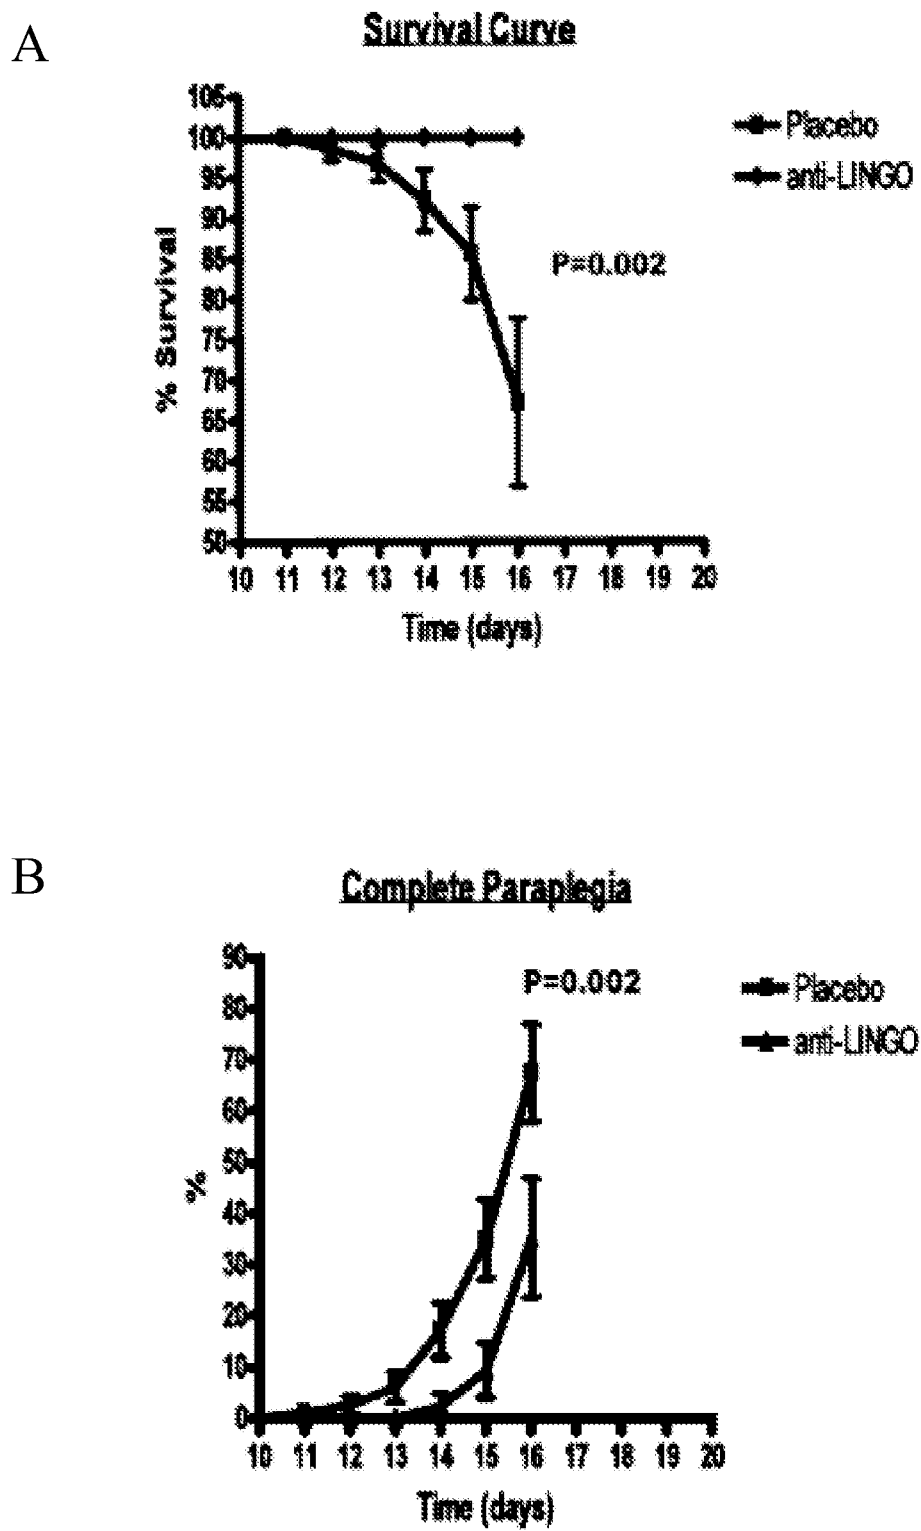 A
Survival Curve
105
100
95
90
85
80
75
70
65
60
55
50
% Survival
Placebo
anti-LINGO
P=0.002
10 11 12 13 14 15 16 17 18 19 20
Time (days)
B
Complete Paraplegia
90
80
70
60
50
40
30
20
10
0
%
P=0.002
Placebo
anti-LINGO
10 11 12 13 14 15 16 17 18 19 20
Time (days)